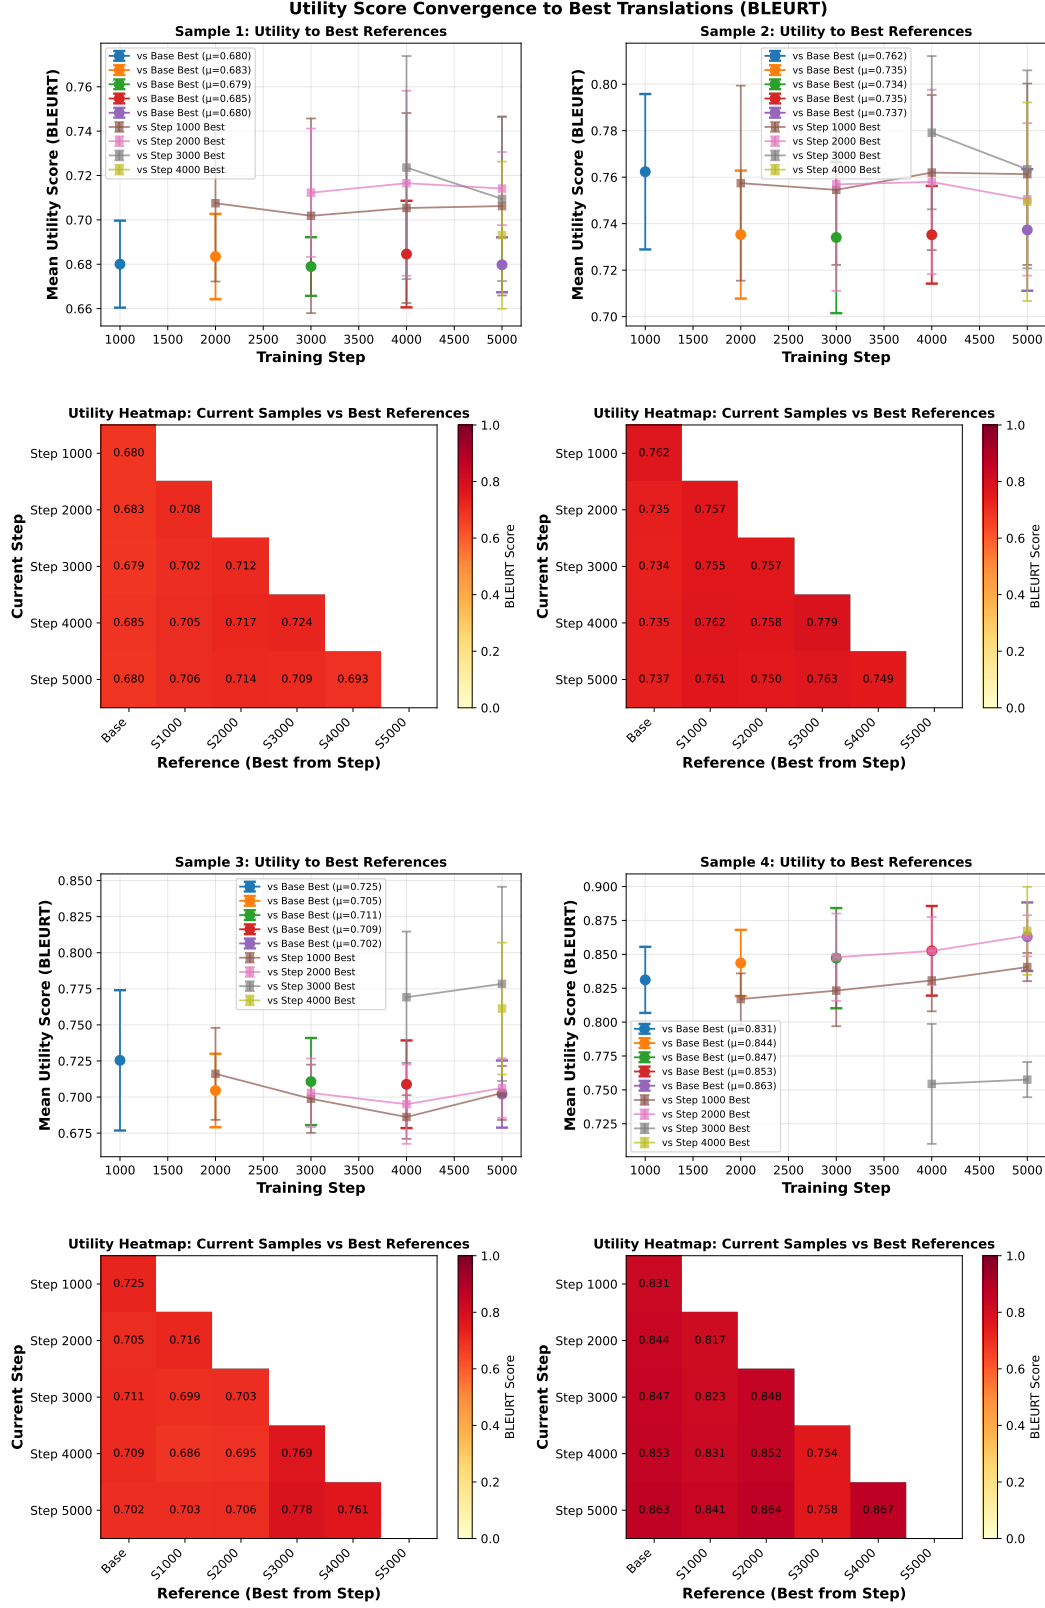 Utility Score Convergence to Best Translations (BLEURT)
Sample 1: Utility to Best References
Mean Utility Score (BLEURT)
0.76
0.74
0.72
0.70
0.68
0.66
vs Base Best (μ=0.680)
vs Base Best (μ=0.683)
vs Base Best (μ=0.679)
vs Base Best (μ=0.685)
vs Base Best (μ=0.680)
vs Step 1000 Best
vs Step 2000 Best
vs Step 3000 Best
vs Step 4000 Best
1000 1500 2000 2500 3000 3500 4000 4500 5000
Training Step
Sample 2: Utility to Best References
Mean Utility Score (BLEURT)
0.80
0.78
0.76
0.74
0.72
0.70
vs Base Best (μ=0.762)
vs Base Best (μ=0.735)
vs Base Best (μ=0.734)
vs Base Best (μ=0.735)
vs Base Best (μ=0.737)
vs Step 1000 Best
vs Step 2000 Best
vs Step 3000 Best
vs Step 4000 Best
1000 1500 2000 2500 3000 3500 4000 4500 5000
Training Step
Utility Heatmap: Current Samples vs Best References
Current Step
Step 1000 0.680
Step 2000 0.683 0.708
Step 3000 0.679 0.702 0.712
Step 4000 0.685 0.705 0.717 0.724
Step 5000 0.680 0.706 0.714 0.709 0.693
Base S1000 S2000 S3000 S4000 S5000
Reference (Best from Step)
1.0
0.8
0.6
0.4
0.2
0.0
BLEURT Score
Utility Heatmap: Current Samples vs Best References
Current Step
Step 1000 0.762
Step 2000 0.735 0.757
Step 3000 0.734 0.755 0.757
Step 4000 0.735 0.762 0.758 0.779
Step 5000 0.737 0.761 0.750 0.763 0.749
Base S1000 S2000 S3000 S4000 S5000
Reference (Best from Step)
1.0
0.8
0.6
0.4
0.2
0.0
BLEURT Score
Sample 3: Utility to Best References
Mean Utility Score (BLEURT)
0.850
0.825
0.800
0.775
0.750
0.725
0.700
0.675
vs Base Best (μ=0.725)
vs Base Best (μ=0.705)
vs Base Best (μ=0.711)
vs Base Best (μ=0.709)
vs Base Best (μ=0.702)
vs Step 1000 Best
vs Step 2000 Best
vs Step 3000 Best
vs Step 4000 Best
1000 1500 2000 2500 3000 3500 4000 4500 5000
Training Step
Sample 4: Utility to Best References
Mean Utility Score (BLEURT)
0.900
0.875
0.850
0.825
0.800
0.775
0.750
0.725
vs Base Best (μ=0.831)
vs Base Best (μ=0.844)
vs Base Best (μ=0.847)
vs Base Best (μ=0.853)
vs Base Best (μ=0.863)
vs Step 1000 Best
vs Step 2000 Best
vs Step 3000 Best
vs Step 4000 Best
1000 1500 2000 2500 3000 3500 4000 4500 5000
Training Step
Utility Heatmap: Current Samples vs Best References
Current Step
Step 1000 0.725
Step 2000 0.705 0.716
Step 3000 0.711 0.699 0.703
Step 4000 0.709 0.686 0.695 0.769
Step 5000 0.702 0.703 0.706 0.778 0.761
Base S1000 S2000 S3000 S4000 S5000
Reference (Best from Step)
1.0
0.8
0.6
0.4
0.2
0.0
BLEURT Score
Utility Heatmap: Current Samples vs Best References
Current Step
Step 1000 0.831
Step 2000 0.844 0.817
Step 3000 0.847 0.823 0.848
Step 4000 0.853 0.831 0.852 0.754
Step 5000 0.863 0.841 0.864 0.758 0.867
Base S1000 S2000 S3000 S4000 S5000
Reference (Best from Step)
1.0
0.8
0.6
0.4
0.2
0.0
BLEURT Score